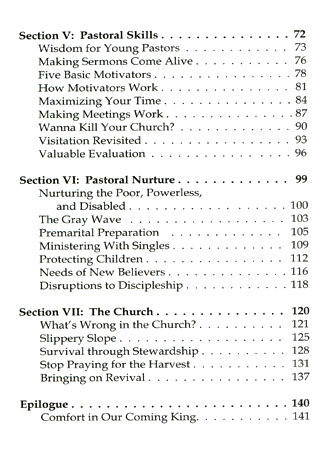 Section V: Pastoral Skills . . . . . . . . . . . . . . . 72
Wisdom for Young Pastors . . . . . . . . . . . . 73
Making Sermons Come Alive . . . . . . . . . . . 76
Five Basic Motivators . . . . . . . . . . . . . . . . 78
How Motivators Work . . . . . . . . . . . . . . . 81
Maximizing Your Time . . . . . . . . . . . . . . . 84
Making Meetings Work . . . . . . . . . . . . . . . 87
Wanna Kill Your Church? . . . . . . . . . . . . . 90
Visitation Revisited . . . . . . . . . . . . . . . . . 93
Valuable Evaluation . . . . . . . . . . . . . . . . 96
Section VI: Pastoral Nurture . . . . . . . . . . . . . 99
Nurturing the Poor, Powerless,
and Disabled . . . . . . . . . . . . . . . . . . 100
The Gray Wave . . . . . . . . . . . . . . . . . 103
Premarital Preparation . . . . . . . . . . . . . 105
Ministering With Singles . . . . . . . . . . . . . 109
Protecting Children . . . . . . . . . . . . . . . . 112
Needs of New Believers . . . . . . . . . . . . . 116
Disruptions to Discipleship . . . . . . . . . . . . 118
Section VII: The Church . . . . . . . . . . . . . . . 120
What's Wrong in the Church? . . . . . . . . . . . 121
Slippery Slope . . . . . . . . . . . . . . . . . . . 125
Survival through Stewardship . . . . . . . . . . 128
Stop Praying for the Harvest . . . . . . . . . . . 131
Bringing on Revival . . . . . . . . . . . . . . . . 137
Epilogue . . . . . . . . . . . . . . . . . . . . . . . . 140
Comfort in Our Coming King . . . . . . . . . . . 141